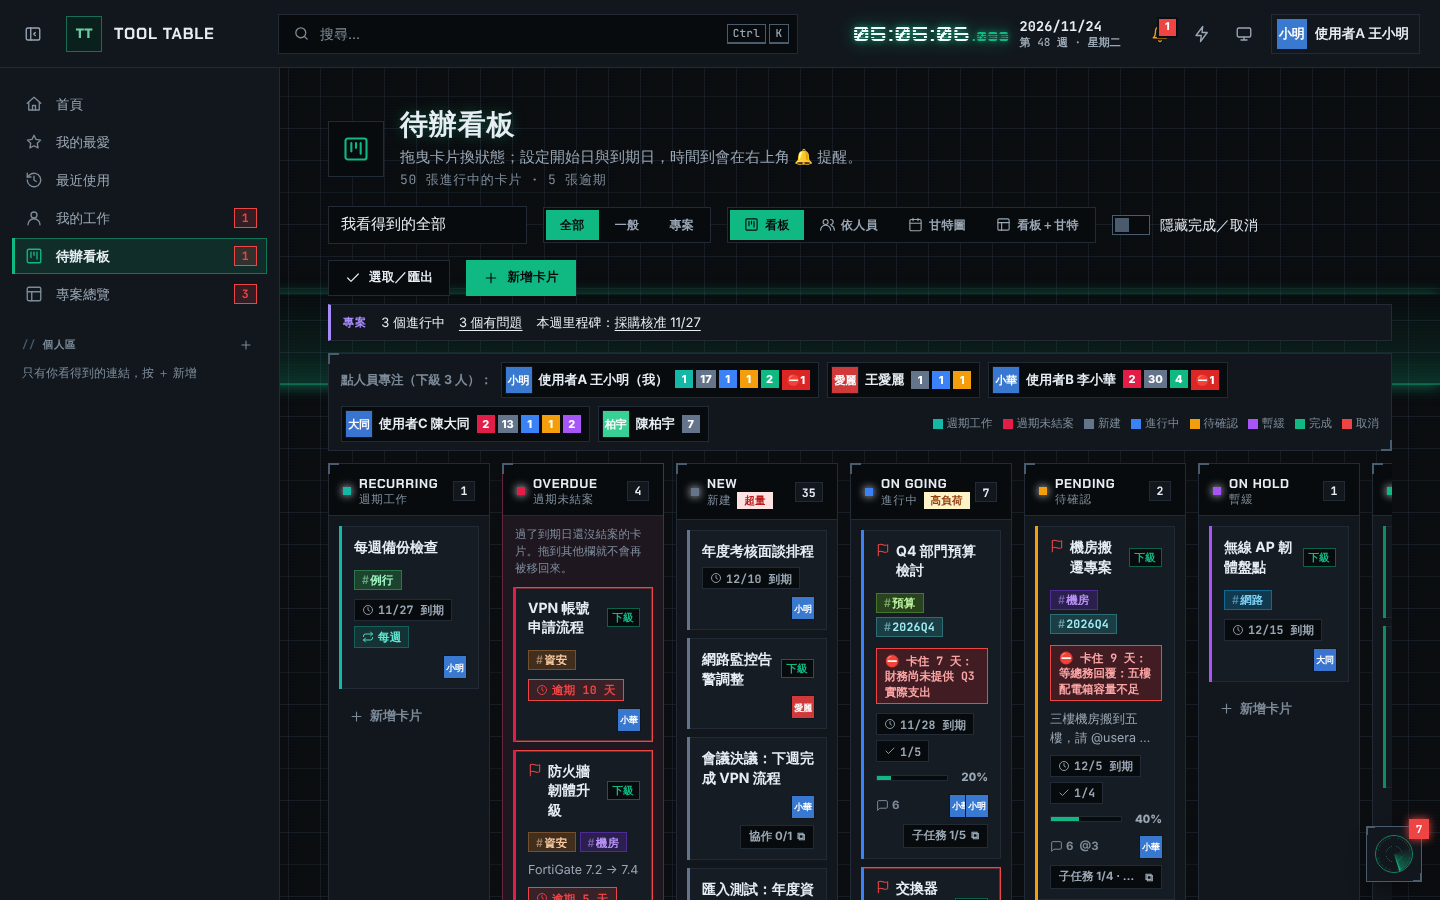 TT TOOL TABLE
搜尋... Ctrl K
05:05:06.000 2026/11/24
第 48 週 · 星期二
1
小明 使用者A 王小明
首頁
我的最愛
最近使用
我的工作 1
待辦看板 1
專案總覽 3
// 個人區 +
只有你看得到的連結，按 + 新增
待辦看板
拖曳卡片換狀態；設定開始日與到期日，時間到會在右上角 🔔 提醒。
50 張進行中的卡片 · 5 張逾期
我看得到的全部 全部 一般 專案 看板 依人員 甘特圖 看板+甘特 隱藏完成／取消
選取／匯出 + 新增卡片
專案 3 個進行中 3 個有問題 本週里程碑：採購核准 11/27
點人員專注（下級 3 人）： 小明 使用者A 王小明（我） 1 17 1 1 2 ⛔1 愛麗 王愛麗 1 1 1 小華 使用者B 李小華 2 30 4 ⛔1
大同 使用者C 陳大同 2 13 1 1 2 柏宇 陳柏宇 7 週期工作 過期未結案 新建 進行中 待確認 暫緩 完成 取消
RECURRING
週期工作
1
每週備份檢查
#例行
11/27 到期
每週
小明
+ 新增卡片
OVERDUE
過期未結案
4
過了到期日還沒結案的卡
片。拖到其他欄就不會再
被移回來。
VPN 帳號
申請流程
下級
#資安
逾期 10 天
小華
防火牆
韌體升
級
下級
#資安 #機房
FortiGate 7.2 → 7.4
逾期 5 天
NEW
新建 超量
35
年度考核面談排程
12/10 到期
小明
網路監控告
警調整
下級
愛麗
會議決議：下週完
成 VPN 流程
小華
協作 0/1 ⧉
匯入測試：年度資
ON GOING
進行中 高負荷
7
Q4 部門預算
檢討
#預算
#2026Q4
⛔ 卡住 7 天：
財務尚未提供 Q3
實際支出
11/28 到期
1/5
20%
6 小明
子任務 1/5 ⧉
交換器
PENDING
待確認
2
機房搬
遷專案
下級
#機房
#2026Q4
⛔ 卡住 9 天：
等總務回覆：五樓
配電箱容量不足
三樓機房搬到五
樓，請 @usera ...
12/5 到期
1/4
40%
6 @3 小華
子任務 1/4 · ... ⧉
ON HOLD
暫緩
1
無線 AP 韌
體盤點
下級
#網路
12/15 到期
大同
+ 新增卡片
7